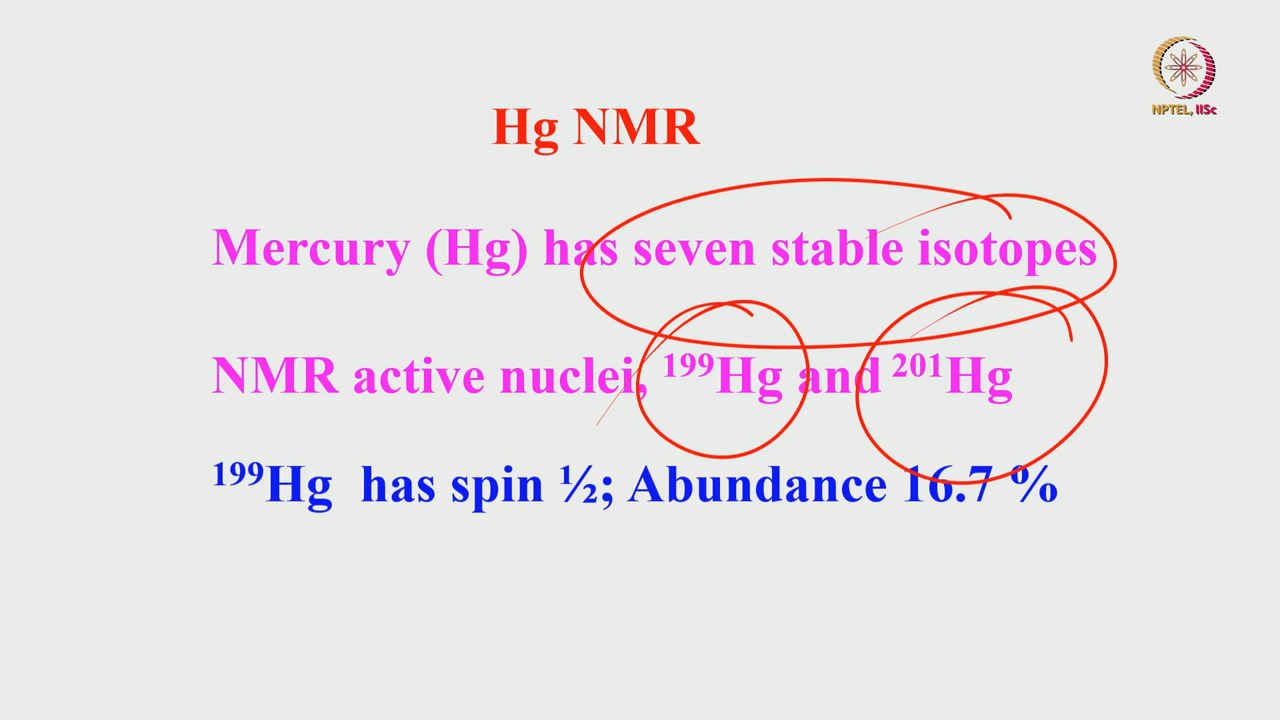 NPTEL, IISc
Hg NMR
Mercury (Hg) has seven stable isotopes
NMR active nuclei, ¹⁹⁹Hg and ²⁰¹Hg
¹⁹⁹Hg has spin ½; Abundance 16.7 %